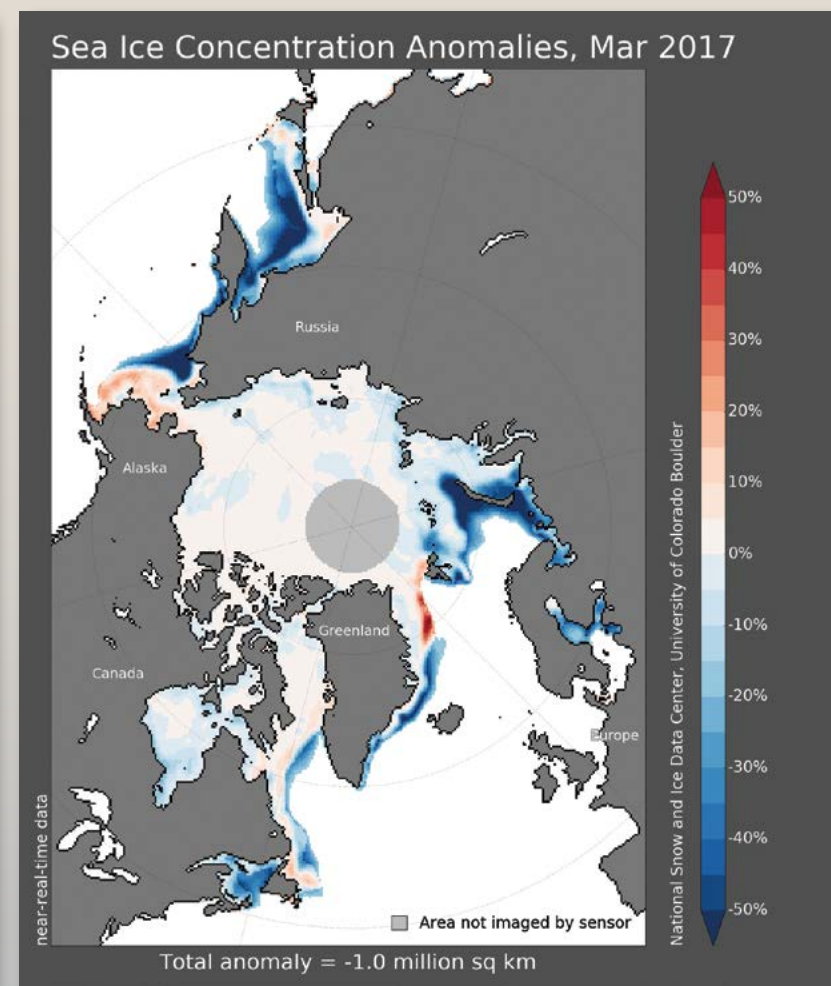 Sea Ice Concentration Anomalies, Mar 2017
Russia
Alaska
Greenland
Canada
Europe
50%
40%
30%
20%
10%
0%
-10%
-20%
-30%
-40%
-50%
National Snow and Ice Data Center, University of Colorado Boulder
near-real-time data
Area not imaged by sensor
Total anomaly = -1.0 million sq km